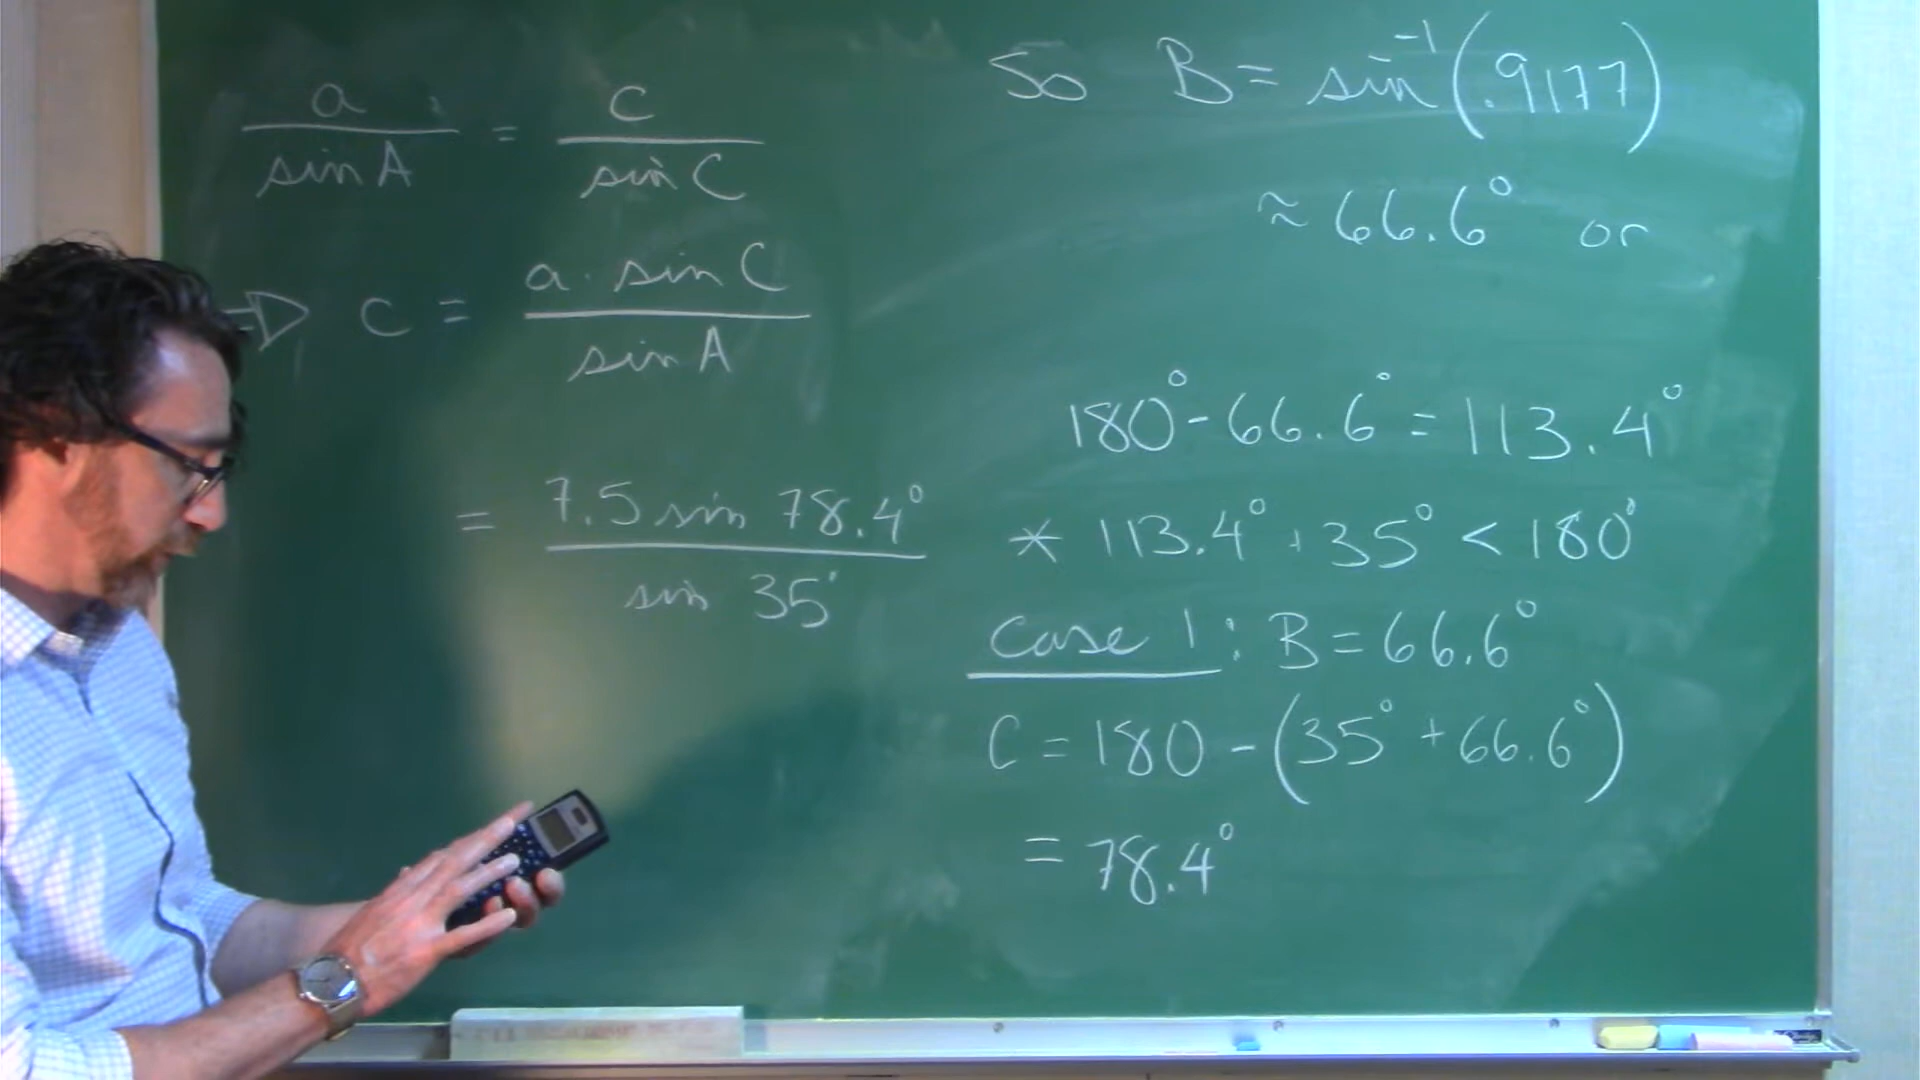 a/sin A = c/sin C
⇒ c = a · sin C/sin A
= 7.5 sin 78.4°/sin 35°
So B = sin⁻¹(.9177)
≈ 66.6° or
180° - 66.6° = 113.4°
* 113.4° + 35° < 180°
Case 1: B = 66.6°
C = 180 - (35° + 66.6°)
= 78.4°